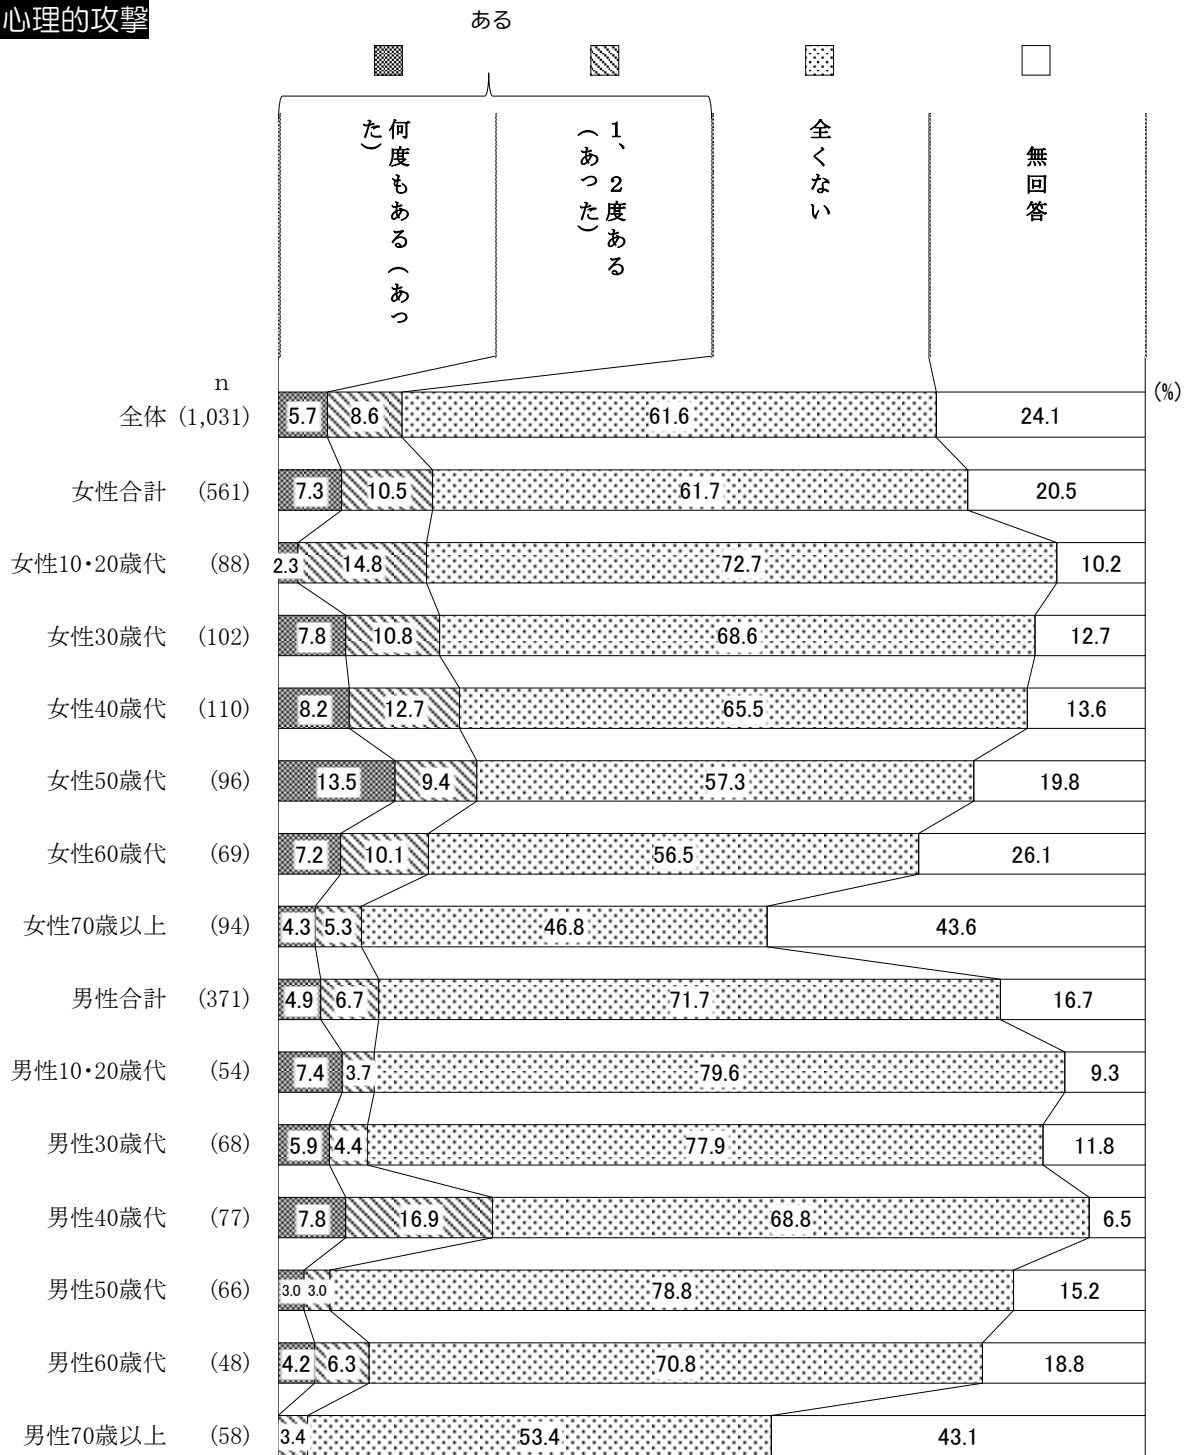 心理的攻撃
ある
何度もある（あっ
た）
１、２度ある
（あった）
全くない
無回答
n
(%)
全体 (1,031) 5.7 8.6 61.6 24.1
女性合計 (561) 7.3 10.5 61.7 20.5
女性10・20歳代 (88) 2.3 14.8 72.7 10.2
女性30歳代 (102) 7.8 10.8 68.6 12.7
女性40歳代 (110) 8.2 12.7 65.5 13.6
女性50歳代 (96) 13.5 9.4 57.3 19.8
女性60歳代 (69) 7.2 10.1 56.5 26.1
女性70歳以上 (94) 4.3 5.3 46.8 43.6
男性合計 (371) 4.9 6.7 71.7 16.7
男性10・20歳代 (54) 7.4 3.7 79.6 9.3
男性30歳代 (68) 5.9 4.4 77.9 11.8
男性40歳代 (77) 7.8 16.9 68.8 6.5
男性50歳代 (66) 3.0 3.0 78.8 15.2
男性60歳代 (48) 4.2 6.3 70.8 18.8
男性70歳以上 (58) 3.4 53.4 43.1